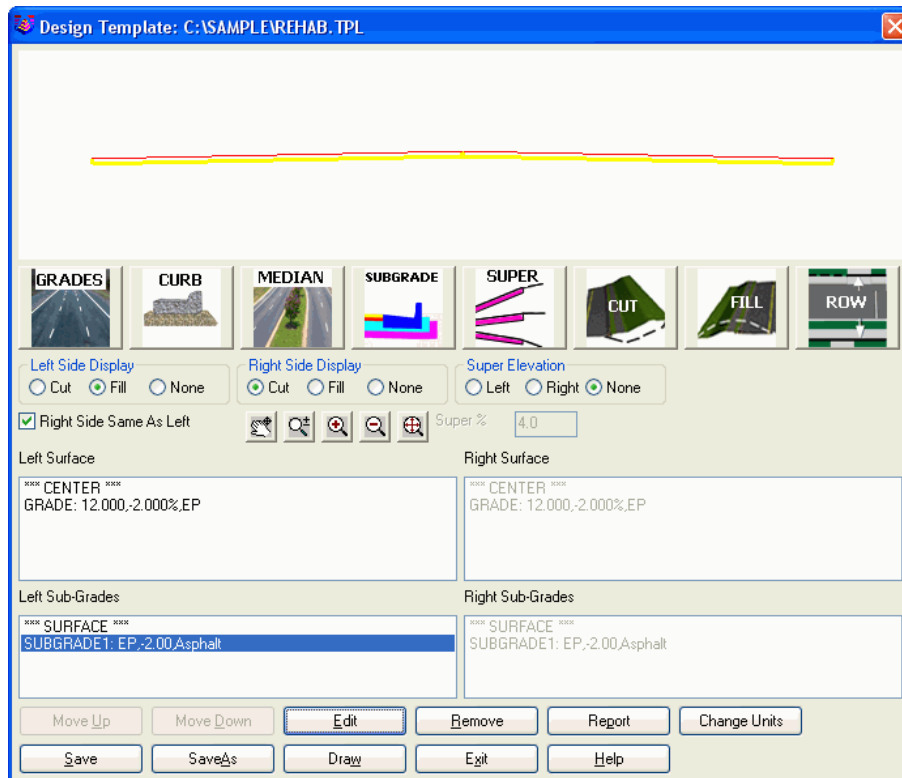 Design Template: C:\SAMPLE\REHAB.TPL
GRADES CURB MEDIAN SUBGRADE SUPER CUT FILL ROW
Left Side Display Right Side Display Super Elevation
Cut Fill None Cut Fill None Left Right None
Right Side Same As Left Super % 4.0
Left Surface Right Surface
*** CENTER *** *** CENTER ***
GRADE: 12.000,-2.000%,EP GRADE: 12.000,-2.000%,EP
Left Sub-Grades Right Sub-Grades
*** SURFACE *** *** SURFACE ***
SUBGRADE1: EP,-2.00,Asphalt SUBGRADE1: EP,-2.00,Asphalt
Move Up Move Down Edit Remove Report Change Units
Save SaveAs Draw Exit Help